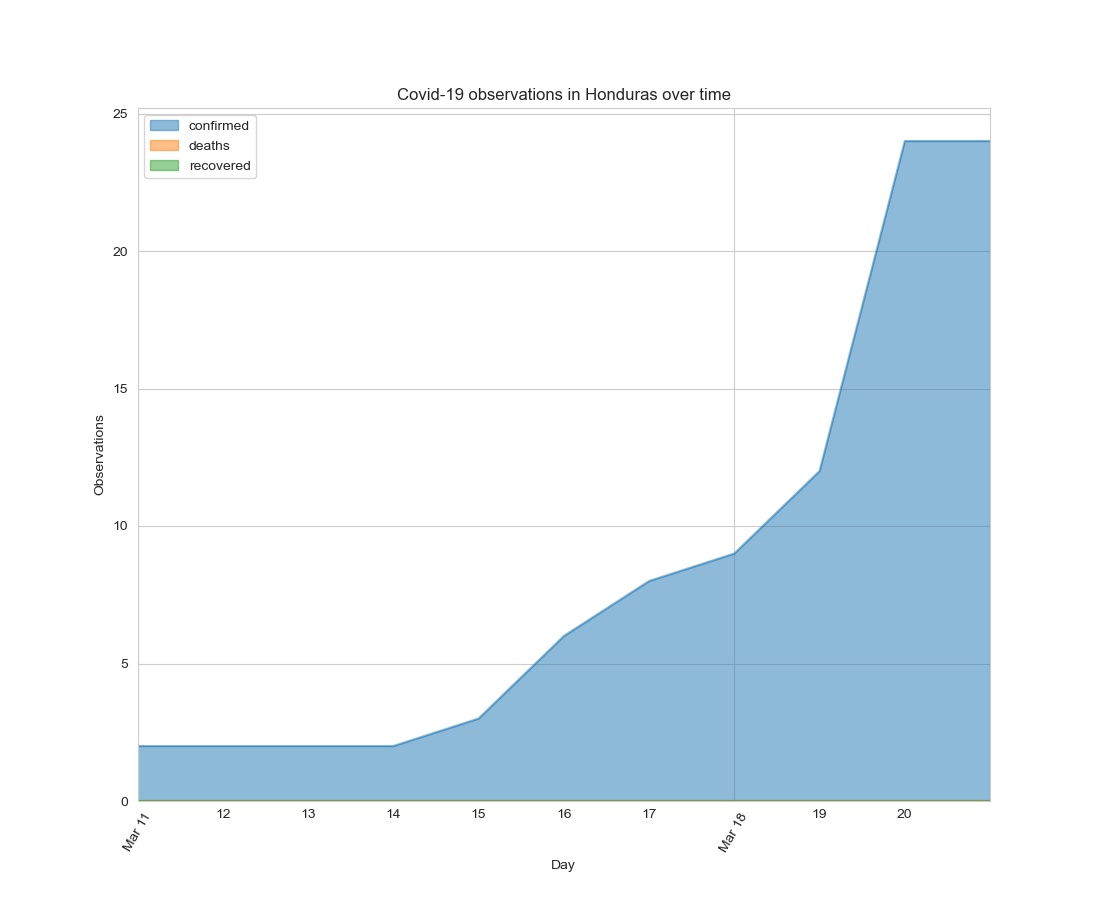 Covid-19 observations in Honduras over time
confirmed
deaths
recovered
25
20
15
10
5
0
Observations
Mar 11
12
13
14
15
16
17
Mar 18
19
20
Day